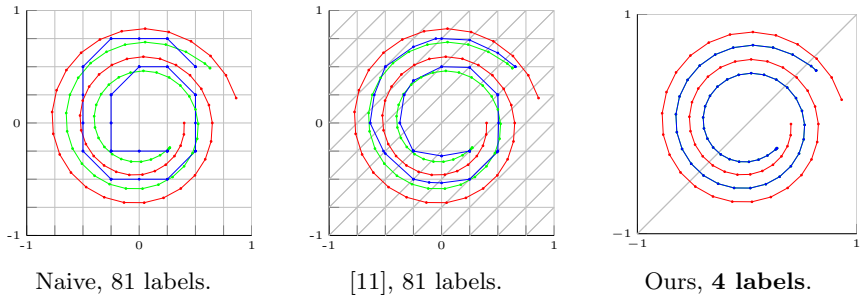 1 1 1
0 0
-1 -1 −1
-1 0 1 -1 0 1 −1 1
Naive, 81 labels. [11], 81 labels. Ours, 4 labels.